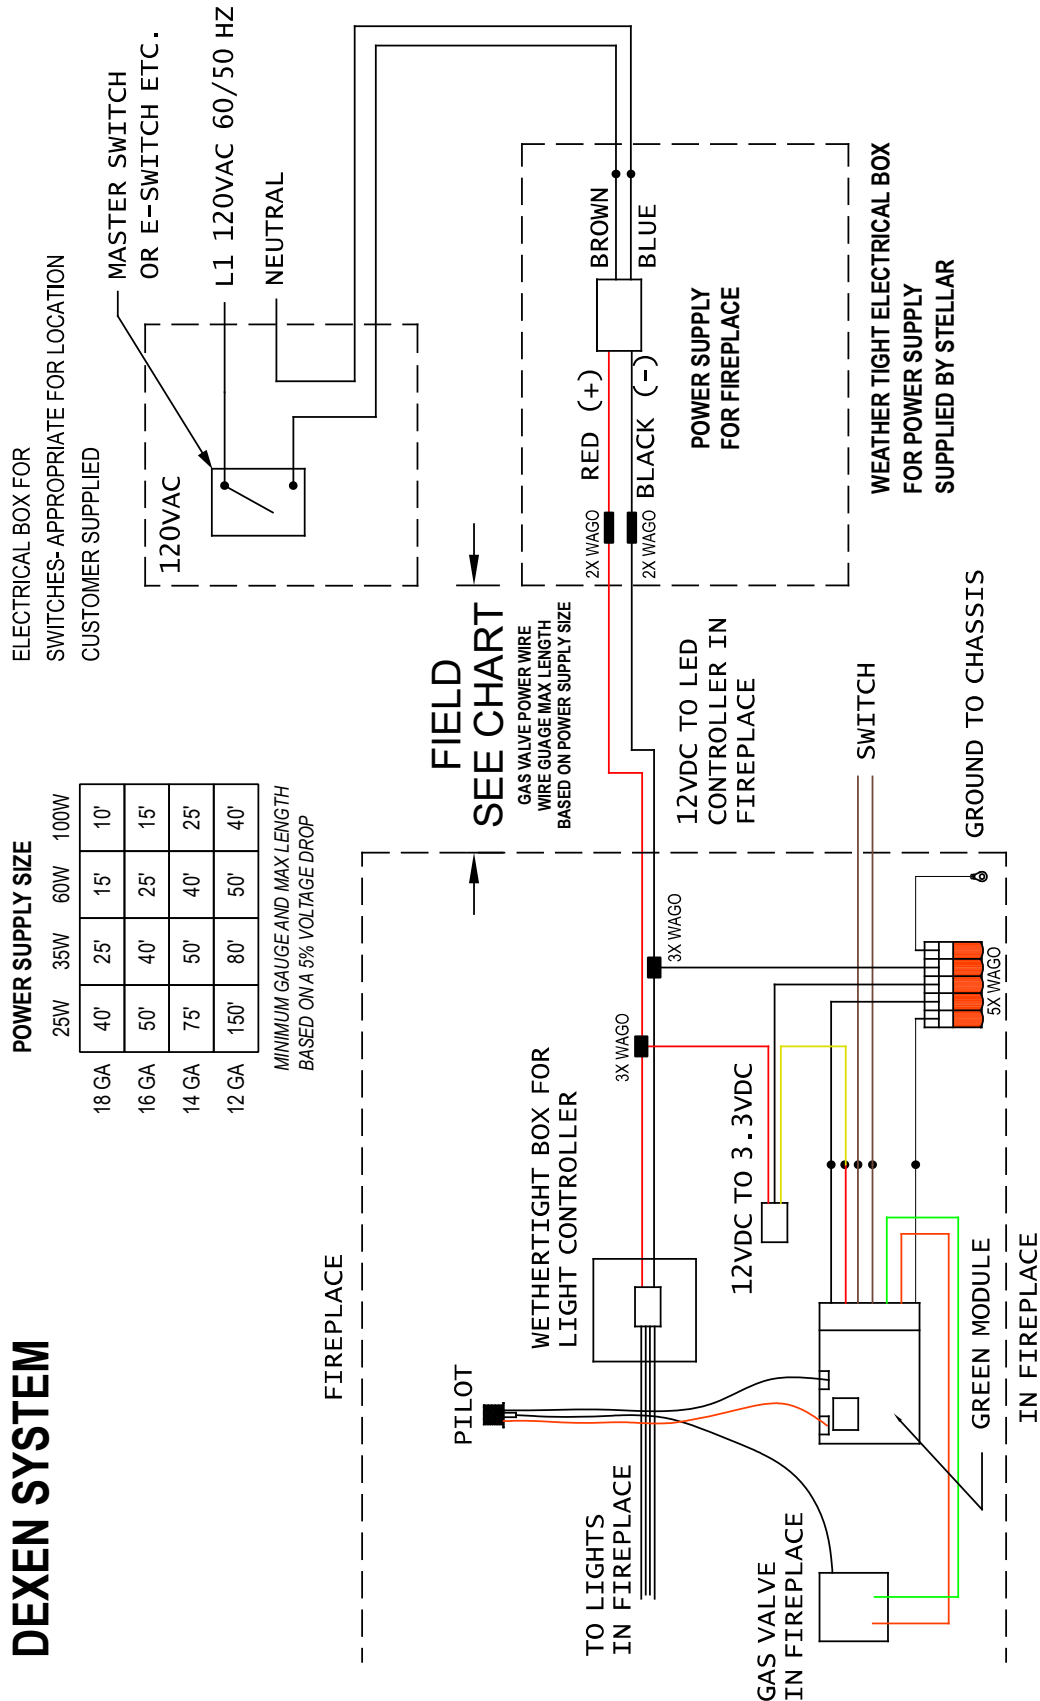 DEXEN SYSTEM
POWER SUPPLY SIZE
25W 35W 60W 100W
18 GA 40' 25' 15' 10'
16 GA 50' 40' 25' 15'
14 GA 75' 50' 40' 25'
12 GA 150' 80' 50' 40'
MINIMUM GAUGE AND MAX LENGTH
BASED ON A 5% VOLTAGE DROP
ELECTRICAL BOX FOR
SWITCHES- APPROPRIATE FOR LOCATION
CUSTOMER SUPPLIED
MASTER SWITCH
OR E-SWITCH ETC.
120VAC
L1 120VAC 60/50 HZ
NEUTRAL
FIREPLACE
FIELD
SEE CHART
GAS VALVE POWER WIRE
WIRE GUAGE MAX LENGTH
BASED ON POWER SUPPLY SIZE
PILOT
WETHERTIGHT BOX FOR
LIGHT CONTROLLER
3X WAGO
3X WAGO
12VDC TO LED
CONTROLLER IN
FIREPLACE
2X WAGO
2X WAGO
RED (+)
BLACK (-)
BROWN
BLUE
POWER SUPPLY
FOR FIREPLACE
WEATHER TIGHT ELECTRICAL BOX
FOR POWER SUPPLY
SUPPLIED BY STELLAR
TO LIGHTS
IN FIREPLACE
12VDC TO 3.3VDC
SWITCH
GAS VALVE
IN FIREPLACE
GREEN MODULE
IN FIREPLACE
5X WAGO
GROUND TO CHASSIS